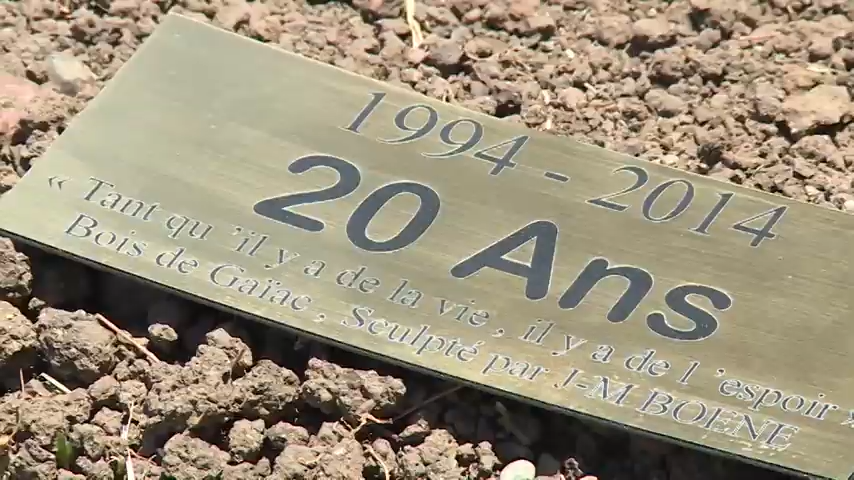 1994 - 2014
20 Ans
« Tant qu 'il y a de la vie , il y a de l 'espoir »
Bois de Gaïac , Sculpté par J-M BOENE